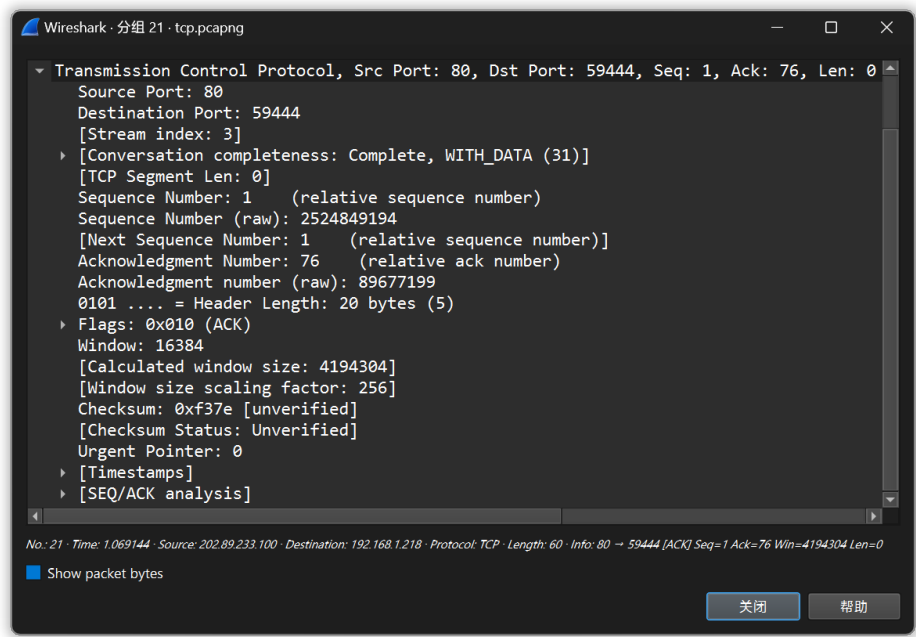 Wireshark · 分组 21 · tcp.pcapng
Transmission Control Protocol, Src Port: 80, Dst Port: 59444, Seq: 1, Ack: 76, Len: 0
Source Port: 80
Destination Port: 59444
[Stream index: 3]
[Conversation completeness: Complete, WITH_DATA (31)]
[TCP Segment Len: 0]
Sequence Number: 1    (relative sequence number)
Sequence Number (raw): 2524849194
[Next Sequence Number: 1    (relative sequence number)]
Acknowledgment Number: 76    (relative ack number)
Acknowledgment number (raw): 89677199
0101 .... = Header Length: 20 bytes (5)
Flags: 0x010 (ACK)
Window: 16384
[Calculated window size: 4194304]
[Window size scaling factor: 256]
Checksum: 0xf37e [unverified]
[Checksum Status: Unverified]
Urgent Pointer: 0
[Timestamps]
[SEQ/ACK analysis]
No.: 21 · Time: 1.069144 · Source: 202.89.233.100 · Destination: 192.168.1.218 · Protocol: TCP · Length: 60 · Info: 80 → 59444 [ACK] Seq=1 Ack=76 Win=4194304 Len=0
Show packet bytes
关闭 帮助